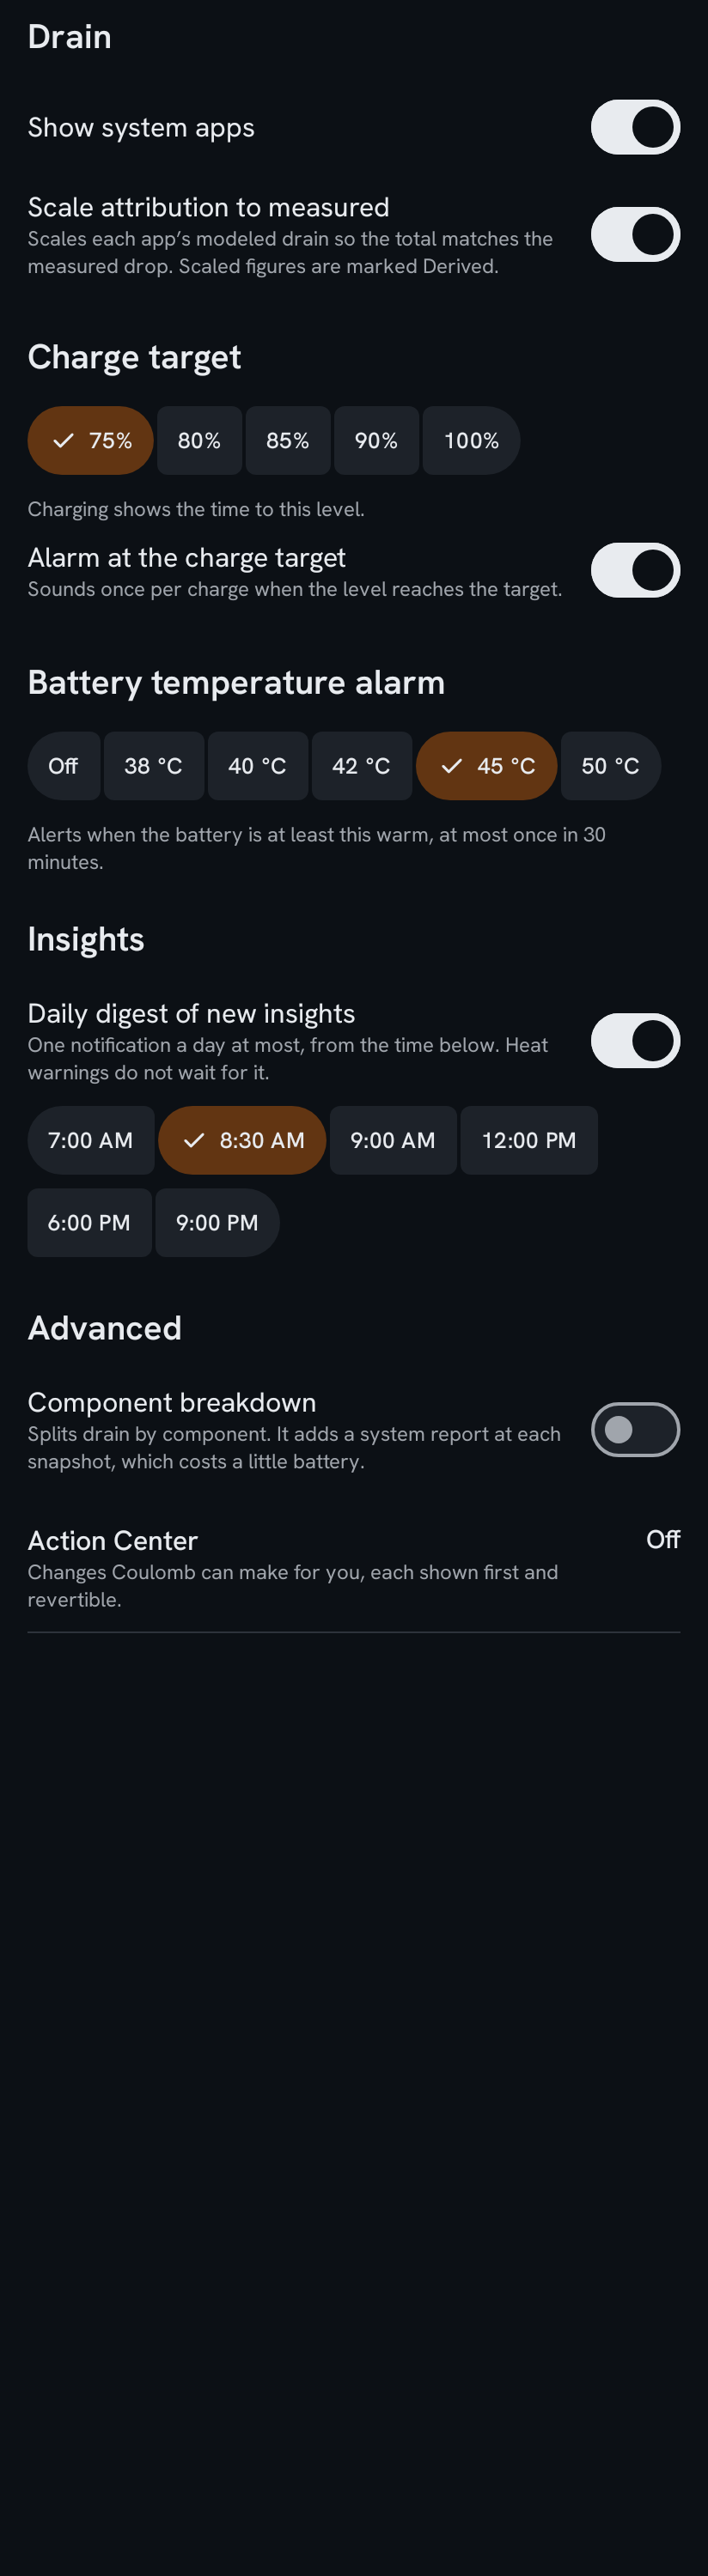 Drain
Show system apps
Scale attribution to measured
Scales each app’s modeled drain so the total matches the
measured drop. Scaled figures are marked Derived.
Charge target
75% 80% 85% 90% 100%
Charging shows the time to this level.
Alarm at the charge target
Sounds once per charge when the level reaches the target.
Battery temperature alarm
Off 38 °C 40 °C 42 °C 45 °C 50 °C
Alerts when the battery is at least this warm, at most once in 30
minutes.
Insights
Daily digest of new insights
One notification a day at most, from the time below. Heat
warnings do not wait for it.
7:00 AM 8:30 AM 9:00 AM 12:00 PM
6:00 PM 9:00 PM
Advanced
Component breakdown
Splits drain by component. It adds a system report at each
snapshot, which costs a little battery.
Action Center Off
Changes Coulomb can make for you, each shown first and
revertible.